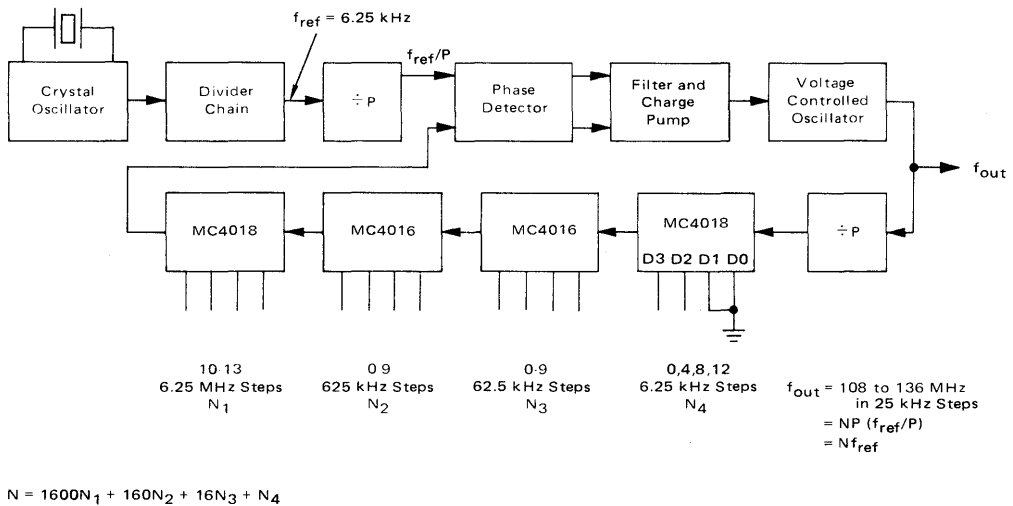 f_ref = 6.25 kHz
f_ref/P
Crystal
Oscillator
Divider
Chain
÷P
Phase
Detector
Filter and
Charge
Pump
Voltage
Controlled
Oscillator
f_out
MC4018
MC4016
MC4016
MC4018
D3 D2 D1 D0
÷P
10-13
6.25 MHz Steps
N1
0-9
625 kHz Steps
N2
0-9
62.5 kHz Steps
N3
0,4,8,12
6.25 kHz Steps
N4
f_out = 108 to 136 MHz
in 25 kHz Steps
= NP (f_ref/P)
= Nf_ref
N = 1600N1 + 160N2 + 16N3 + N4